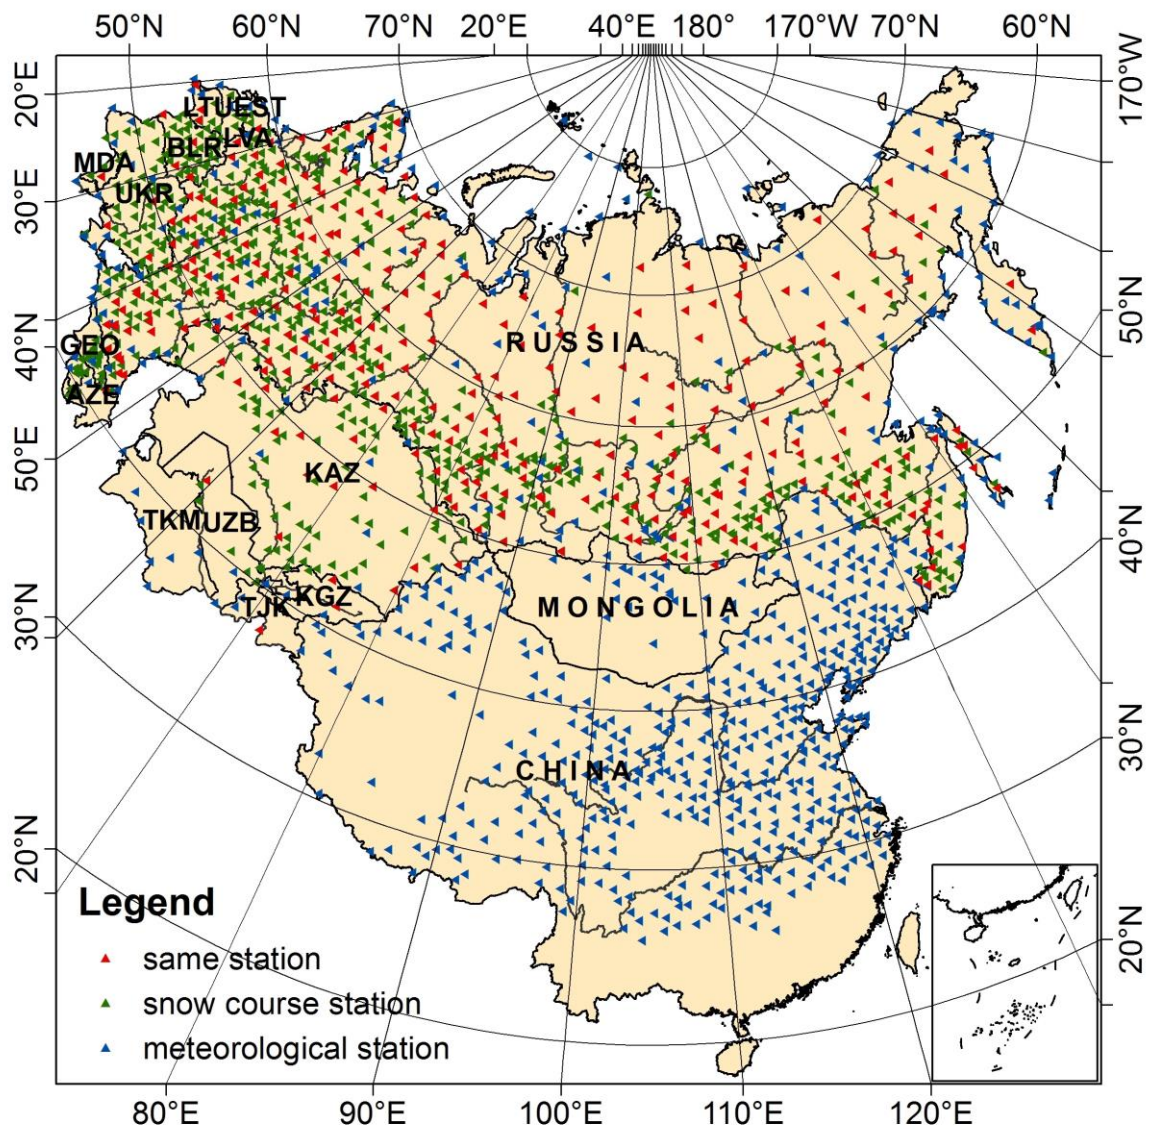 50°N 60°N 70°N 20°E 40°E 180° 170°W 70°N 60°N
20°E
170°W
LTU EST
LVA
BLR
MDA
UKR
30°E
50°N
RUSSIA
40°E
GEO
AZE
50°E
KAZ
TKM UZB
40°N
KGZ
TJK
MONGOLIA
30°N
30°N
CHINA
20°N
20°N
Legend
same station
snow course station
meteorological station
80°E 90°E 100°E 110°E 120°E